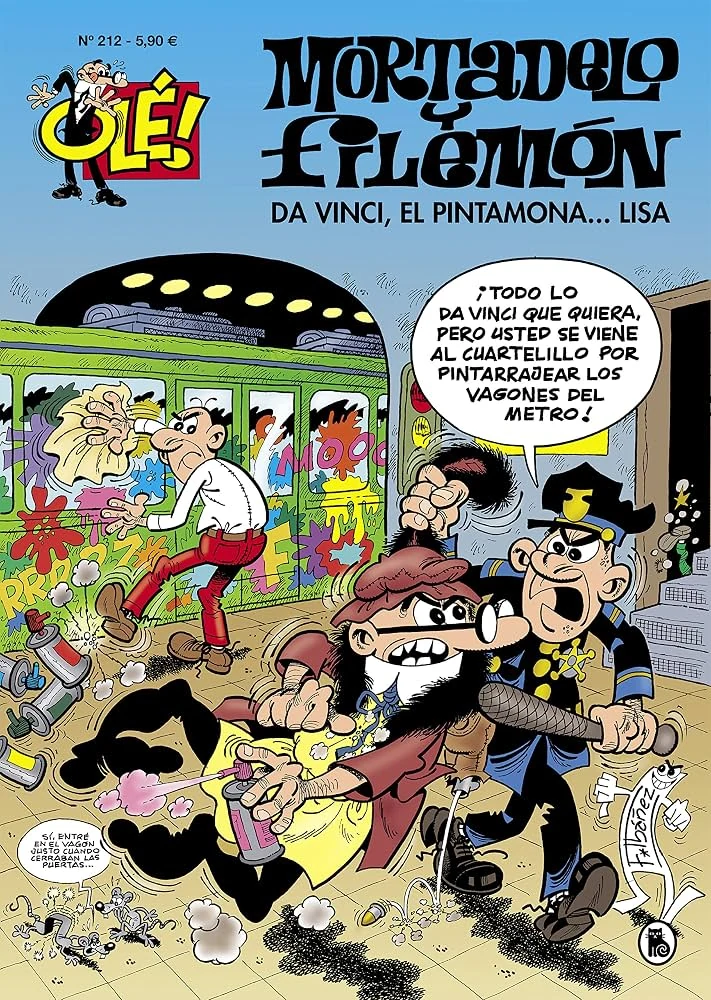 Nº 212 - 5,90 €
OLÉ!
MORTADELO
Y
FILEMÓN
DA VINCI, EL PINTAMONA... LISA
¡TODO LO
DA VINCI QUE QUIERA,
PERO USTED SE VIENE
AL CUARTELILLO POR
PINTARRAJEAR LOS
VAGONES DEL
METRO!
MOOO
F
SÍ, ENTRÉ
EN EL VAGÓN
JUSTO CUANDO
CERRABAN LAS
PUERTAS...
F. Ibáñez